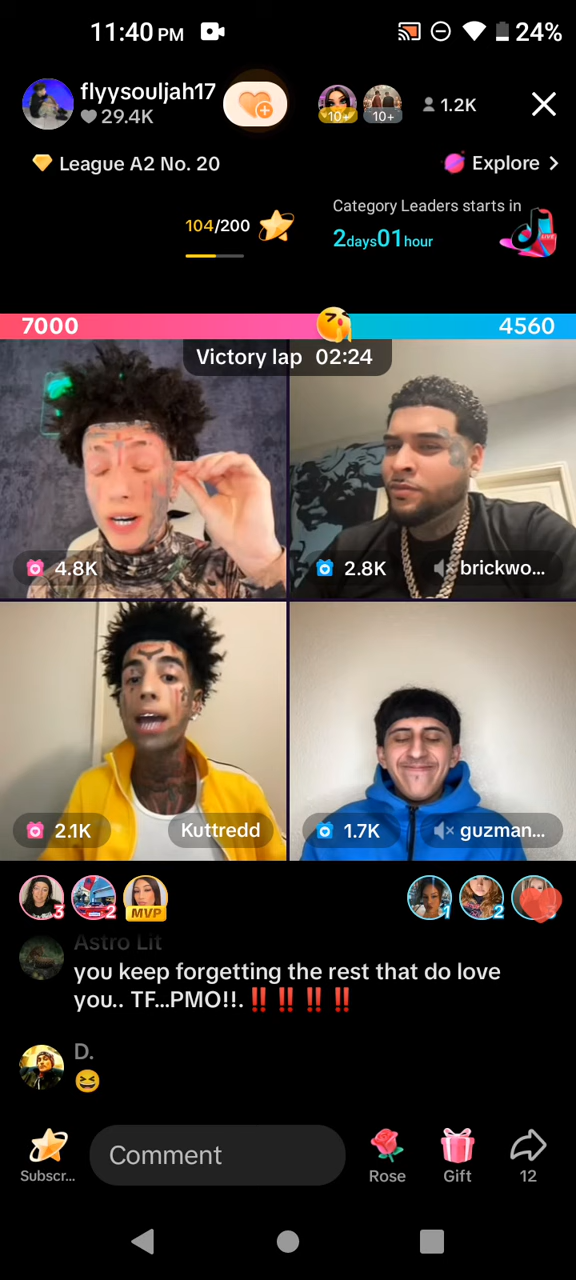 11:40 PM
24%
flyysouljah17
29.4K
10+
10+
1.2K
League A2 No. 20
Explore
104/200
Category Leaders starts in
2days01hour
LIVE
7000
4560
Victory lap 02:24
4.8K
2.8K
brickwo...
2.1K
Kuttredd
1.7K
guzman...
3
2
MVP
1
2
3
Astro Lit
you keep forgetting the rest that do love
you.. TF...PMO!!.‼️‼️‼️‼️
D.
😆
Comment
Subscr...
Rose
Gift
12